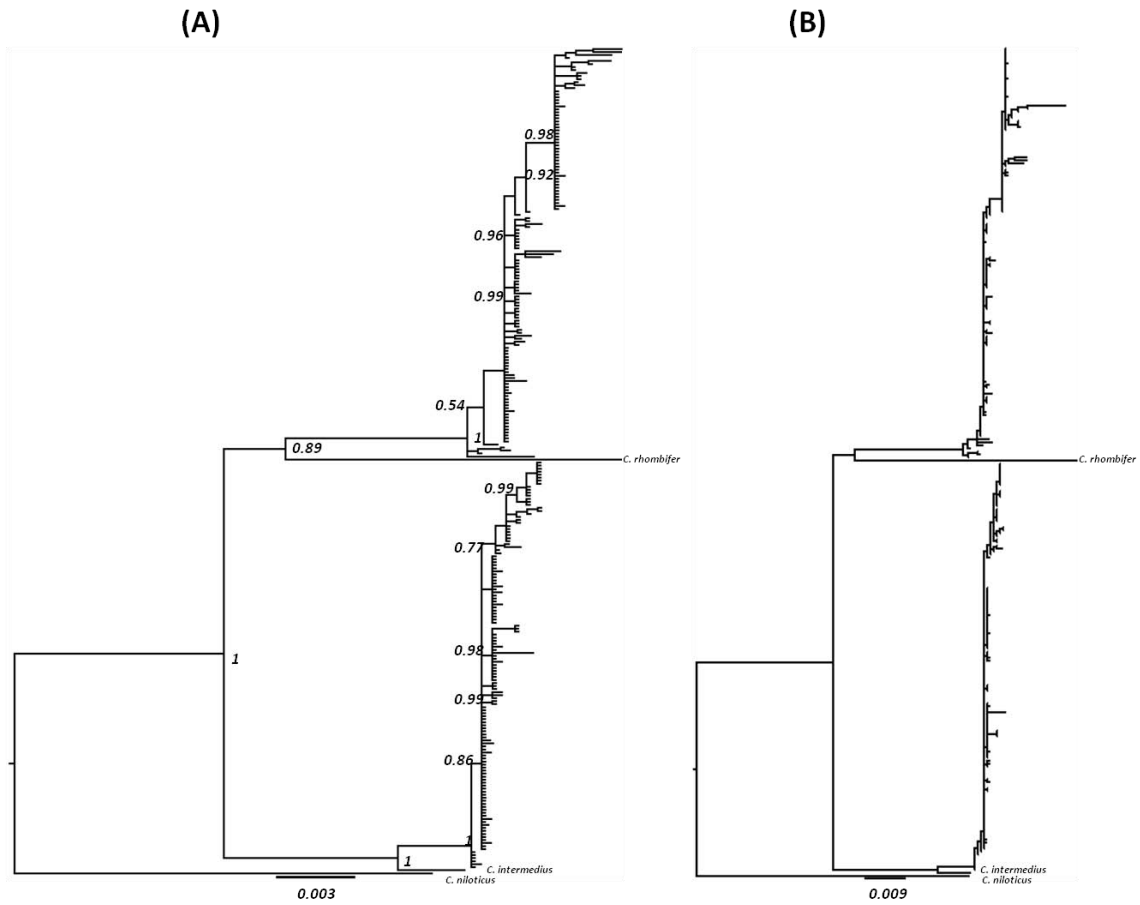 (A)
(B)
0.98
0.92
0.96
0.99
0.54
1
0.89
C. rhombifer
C. rhombifer
0.99
0.77
0.98
1
0.99
0.86
1
1
C. intermedius
C. niloticus
C. intermedius
C. niloticus
0.003
0.009